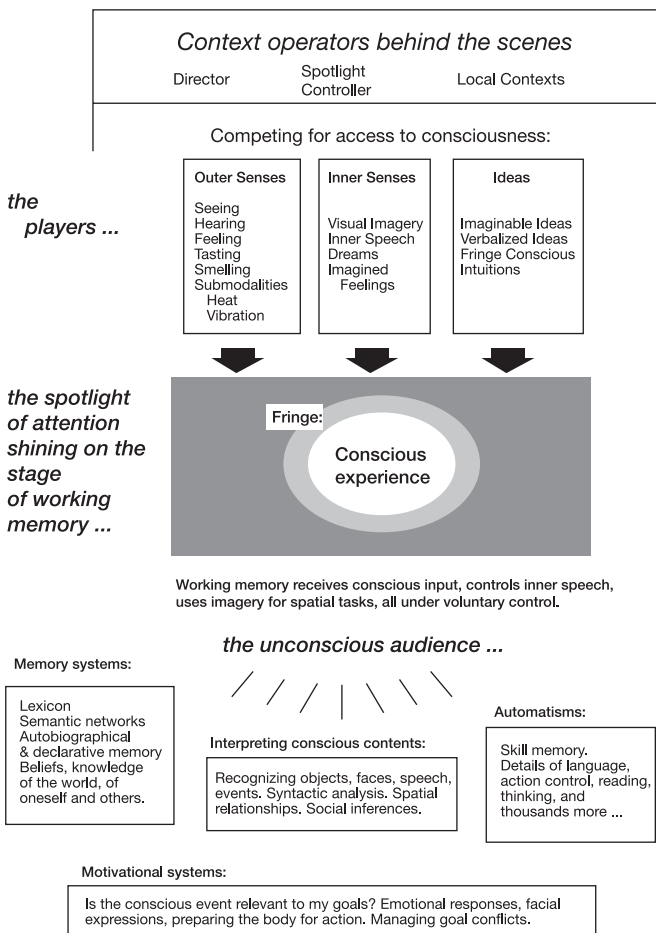 Context operators behind the scenes
Director
Spotlight
Controller
Local Contexts
Competing for access to consciousness:
the
players ...
Outer Senses
Seeing
Hearing
Feeling
Tasting
Smelling
Submodalities
Heat
Vibration
Inner Senses
Visual Imagery
Inner Speech
Dreams
Imagined
Feelings
Ideas
Imaginable Ideas
Verbalized Ideas
Fringe Conscious
Intuitions
the spotlight
of attention
shining on the
stage
of working
memory ...
Fringe:
Conscious
experience
Working memory receives conscious input, controls inner speech,
uses imagery for spatial tasks, all under voluntary control.
the unconscious audience ...
Memory systems:
Lexicon
Semantic networks
Autobiographical
& declarative memory
Beliefs, knowledge
of the world, of
oneself and others.
Interpreting conscious contents:
Recognizing objects, faces, speech,
events. Syntactic analysis. Spatial
relationships. Social inferences.
Automatisms:
Skill memory.
Details of language,
action control, reading,
thinking, and
thousands more ...
Motivational systems:
Is the conscious event relevant to my goals? Emotional responses, facial
expressions, preparing the body for action. Managing goal conflicts.